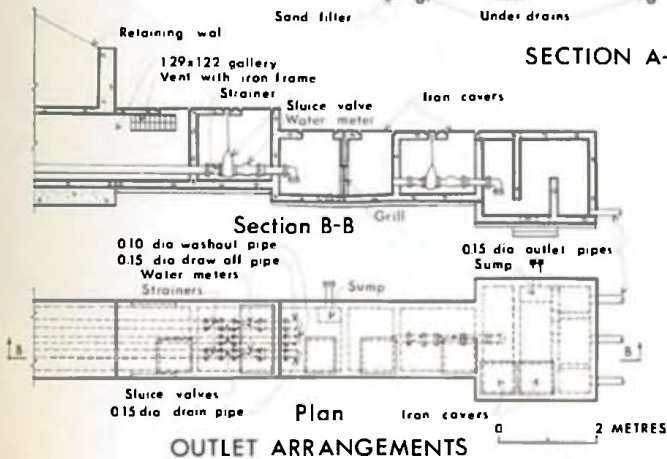 Sand filter
Under drains
SECTION A-
Retaining wal
129x122 gallery
Vent with iron frame
Strainer
Sluice valve
Water meter
Iron covers
Section B-B
Grill
0.10 dia washout pipe
0.15 dia draw off pipe
Water meters
Strainers
Sump
0.15 dia outlet pipes
Sump
B
B
Sluice valves
0.15 dia drain pipe
Plan
Iron covers
0 2 METRES
OUTLET ARRANGEMENTS